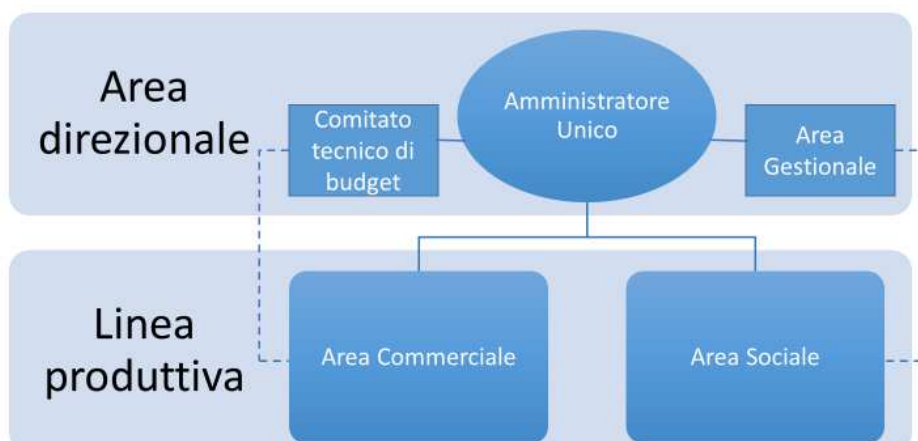 Area
direzionale
Comitato
tecnico di
budget
Amministratore
Unico
Area
Gestionale
Linea
produttiva
Area Commerciale
Area Sociale